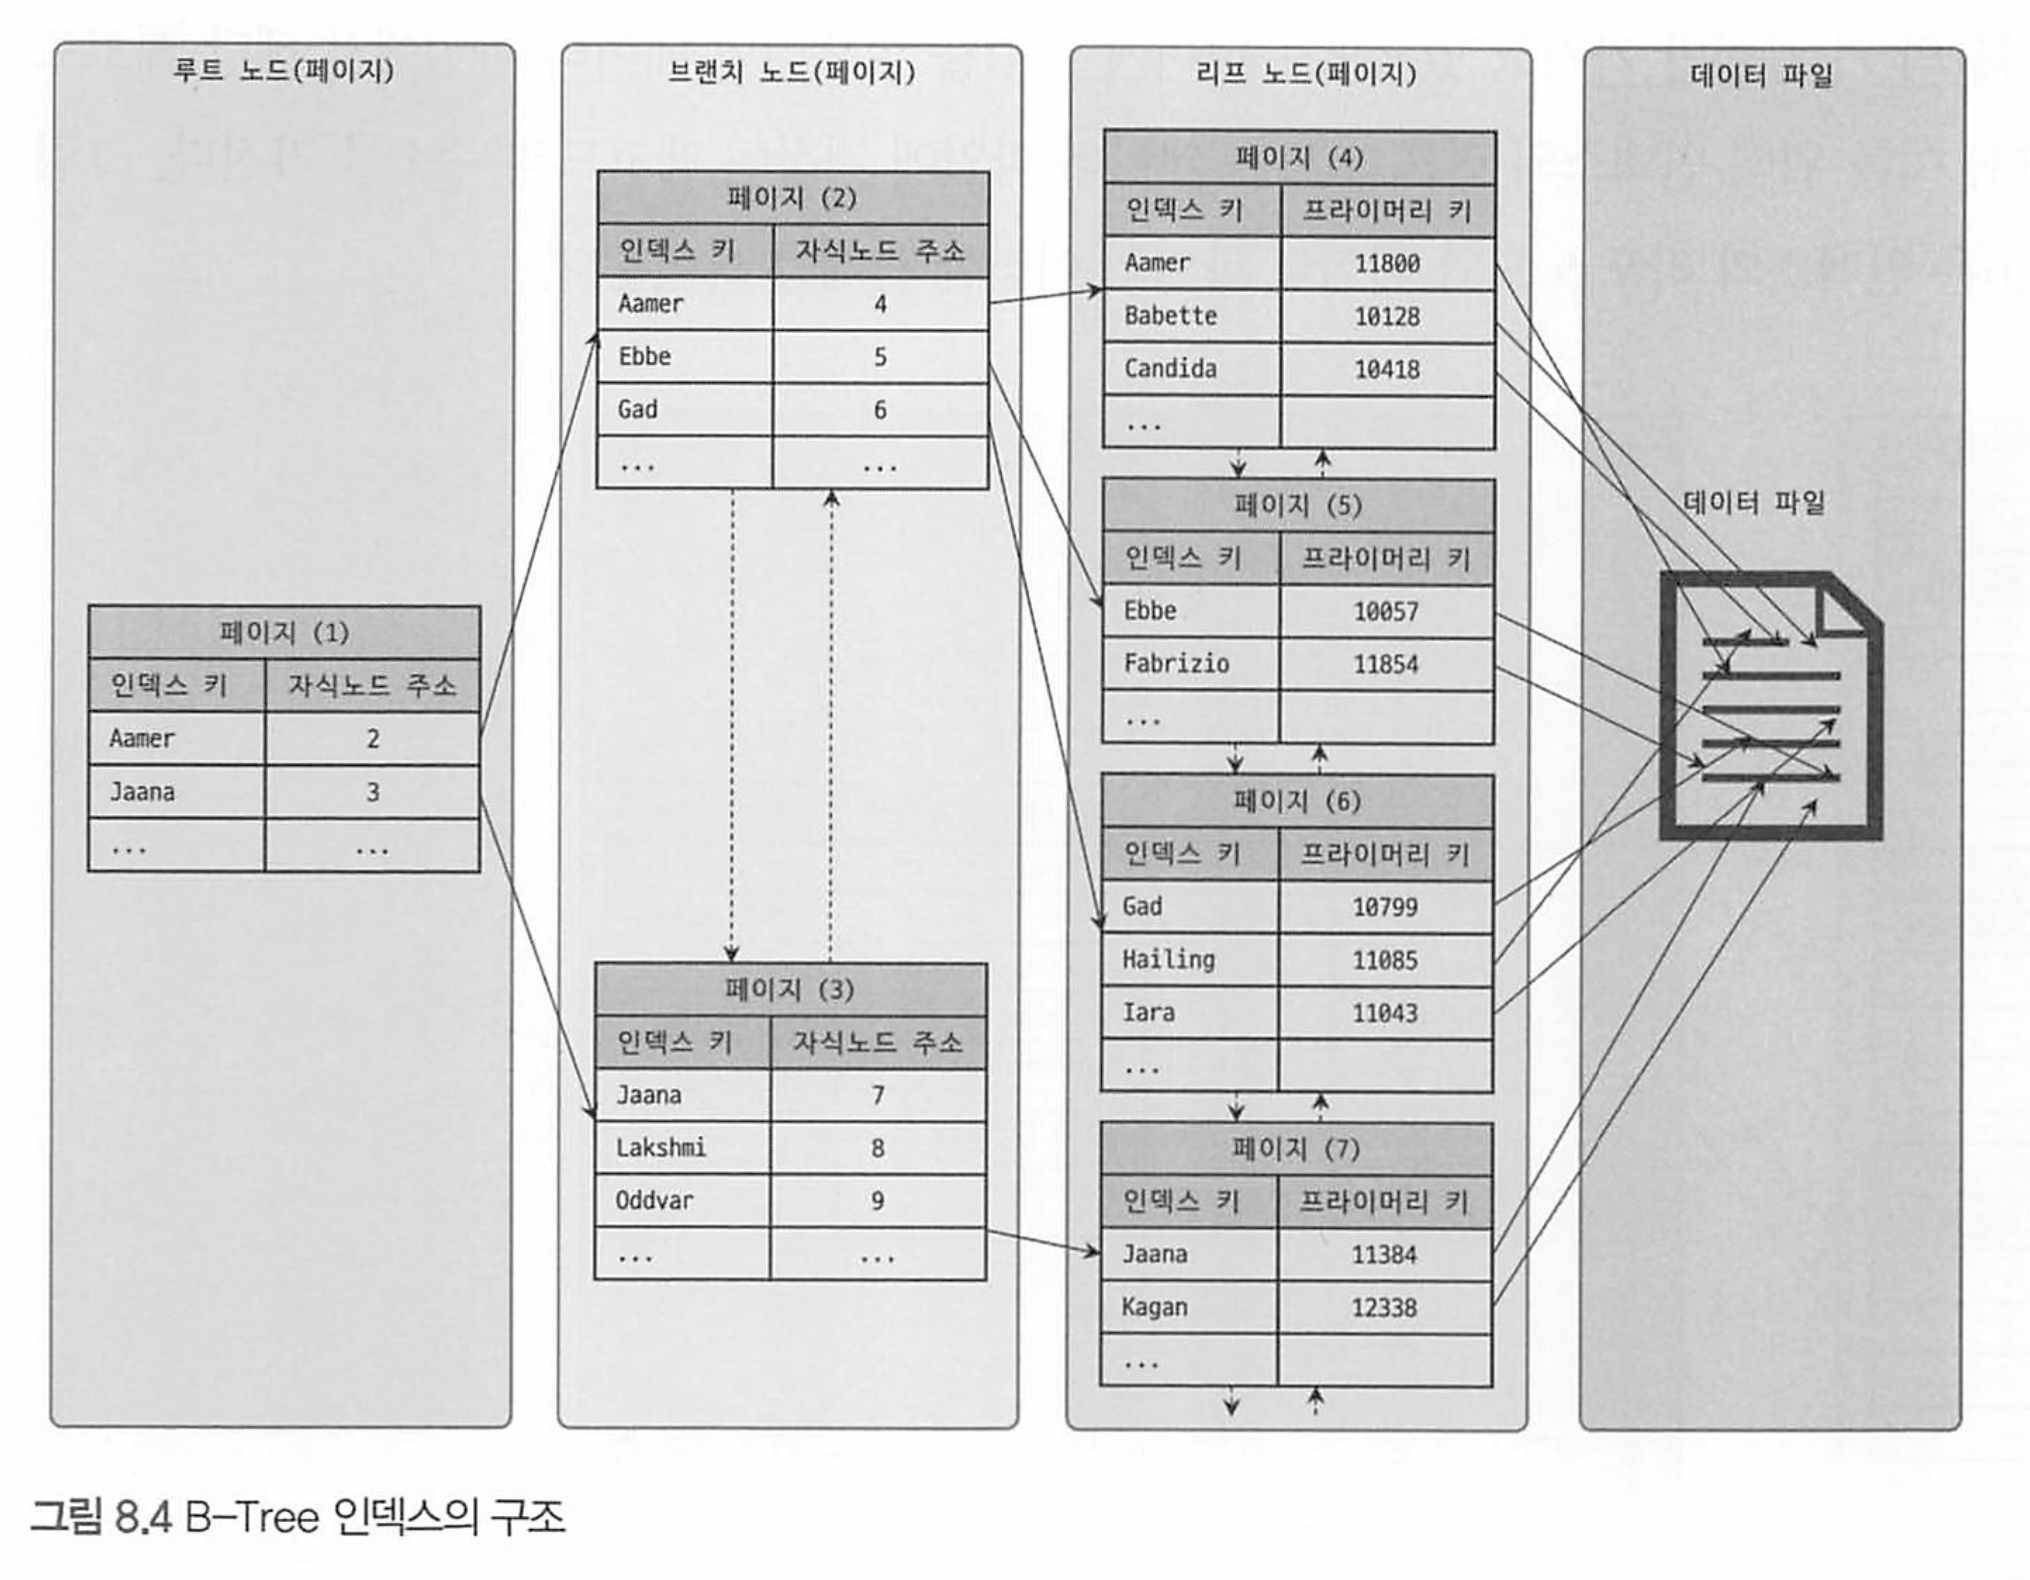 루트 노드(페이지)
페이지 (1)
인덱스 키 자식노드 주소
Aamer 2
Jaana 3
... ...
브랜치 노드(페이지)
페이지 (2)
인덱스 키 자식노드 주소
Aamer 4
Ebbe 5
Gad 6
... ...
페이지 (3)
인덱스 키 자식노드 주소
Jaana 7
Lakshmi 8
Oddvar 9
... ...
리프 노드(페이지)
페이지 (4)
인덱스 키 프라이머리 키
Aamer 11800
Babette 10128
Candida 10418
...
페이지 (5)
인덱스 키 프라이머리 키
Ebbe 10057
Fabrizio 11854
...
페이지 (6)
인덱스 키 프라이머리 키
Gad 10799
Hailing 11085
Iara 11043
...
페이지 (7)
인덱스 키 프라이머리 키
Jaana 11384
Kagan 12338
...
데이터 파일
데이터 파일
그림 8.4 B-Tree 인덱스의 구조